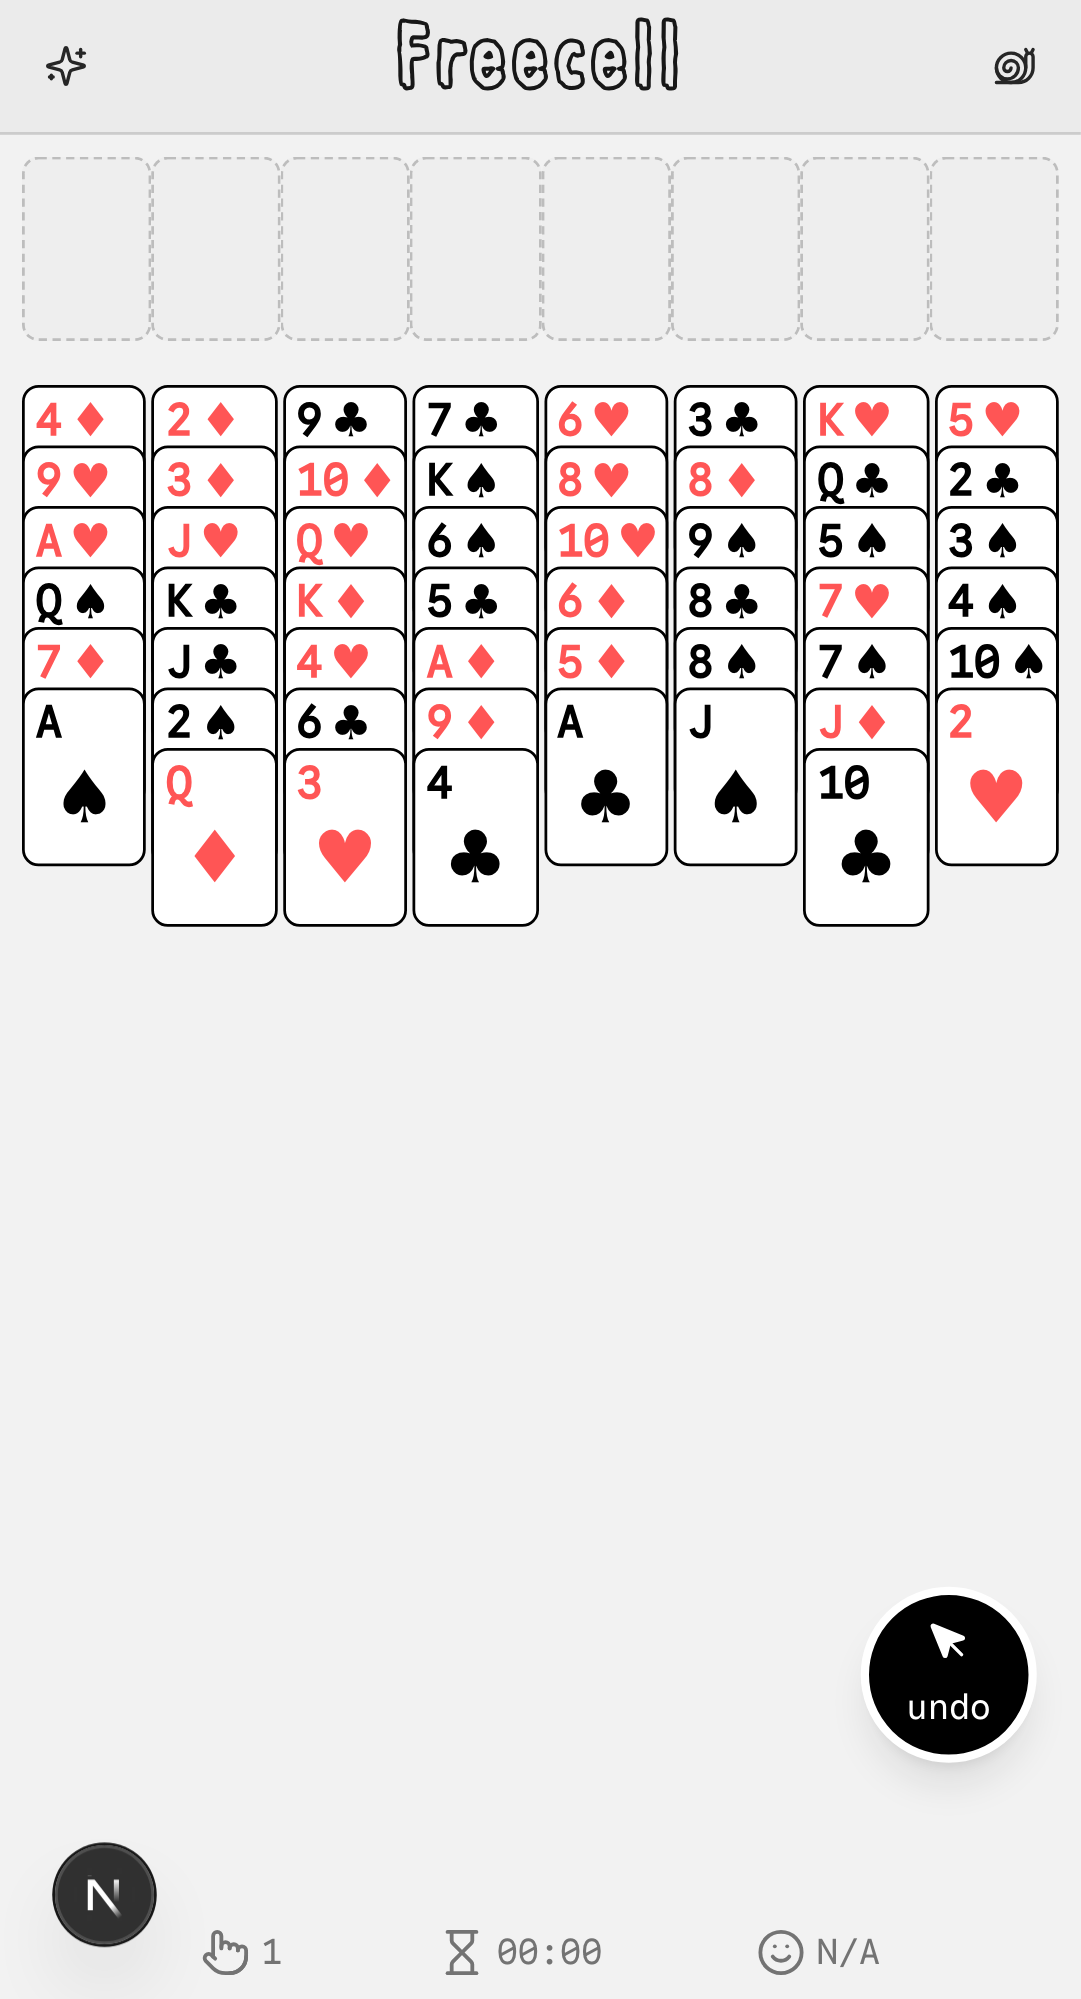 Freecell
4♦ 2♦ 9♣ 7♣ 6♥ 3♣ K♥ 5♥
9♥ 3♦ 10♦ K♠ 8♥ 8♦ Q♣ 2♣
A♥ J♥ Q♥ 6♠ 10♥ 9♠ 5♠ 3♠
Q♠ K♣ K♦ 5♣ 6♦ 8♣ 7♥ 4♠
7♦ J♣ 4♥ A♦ 5♦ 8♠ 7♠ 10♠
A♠ 2♠ 6♣ 9♦ A♣ J♠ J♦ 2♥
Q♦ 3♥ 4♣ 10♣
undo
N
1 00:00 N/A